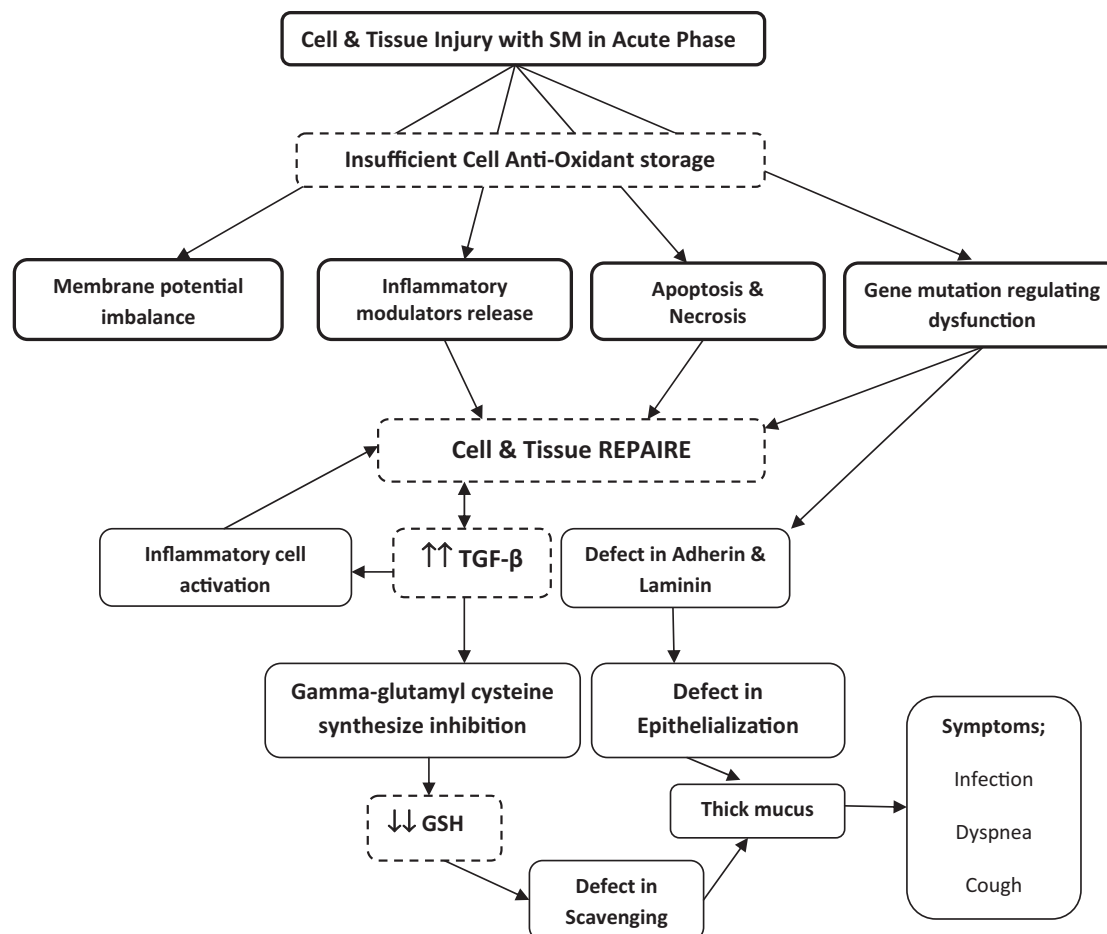 Cell & Tissue Injury with SM in Acute Phase
Insufficient Cell Anti-Oxidant storage
Membrane potential
imbalance
Inflammatory
modulators release
Apoptosis &
Necrosis
Gene mutation regulating
dysfunction
Cell & Tissue REPAIRE
Inflammatory cell
activation
↑↑ TGF-β
Defect in Adherin &
Laminin
Gamma-glutamyl cysteine
synthesize inhibition
Defect in
Epithelialization
Symptoms;
Infection
Dyspnea
Cough
Thick mucus
↓↓ GSH
Defect in
Scavenging